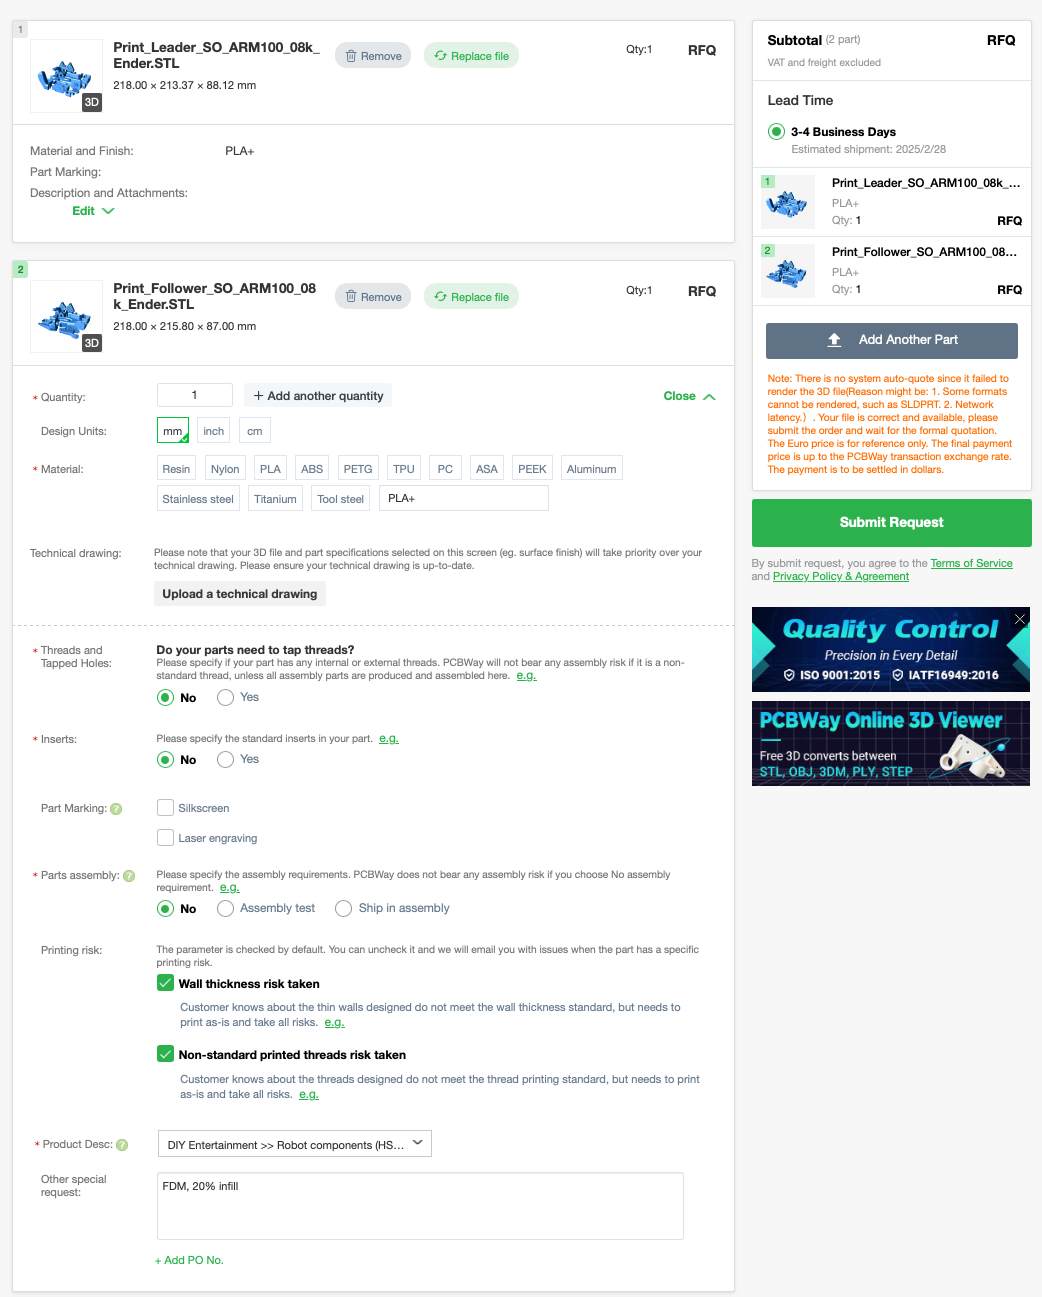 1
3D
Print_Leader_SO_ARM100_08k_
Ender.STL
218.00 × 213.37 × 88.12 mm
Remove
Replace file
Qty:1
RFQ
Material and Finish:
PLA+
Part Marking:
Description and Attachments:
Edit
2
3D
Print_Follower_SO_ARM100_08
k_Ender.STL
218.00 × 215.80 × 87.00 mm
Remove
Replace file
Qty:1
RFQ
* Quantity:
1
+ Add another quantity
Close
Design Units:
mm
inch
cm
* Material:
Resin
Nylon
PLA
ABS
PETG
TPU
PC
ASA
PEEK
Aluminum
Stainless steel
Titanium
Tool steel
PLA+
Technical drawing:
Please note that your 3D file and part specifications selected on this screen (eg. surface finish) will take priority over your
technical drawing. Please ensure your technical drawing is up-to-date.
Upload a technical drawing
* Threads and
Tapped Holes:
Do your parts need to tap threads?
Please specify if your part has any internal or external threads. PCBWay will not bear any assembly risk if it is a non-
standard thread, unless all assembly parts are produced and assembled here. e.g.
No
Yes
* Inserts:
Please specify the standard inserts in your part. e.g.
No
Yes
Part Marking: ?
Silkscreen
Laser engraving
* Parts assembly: ?
Please specify the assembly requirements. PCBWay does not bear any assembly risk if you choose No assembly
requirement. e.g.
No
Assembly test
Ship in assembly
Printing risk:
The parameter is checked by default. You can uncheck it and we will email you with issues when the part has a specific
printing risk.
Wall thickness risk taken
Customer knows about the thin walls designed do not meet the wall thickness standard, but needs to
print as-is and take all risks. e.g.
Non-standard printed threads risk taken
Customer knows about the threads designed do not meet the thread printing standard, but needs to print
as-is and take all risks. e.g.
* Product Desc: ?
DIY Entertainment >> Robot components (HS...
Other special
request:
FDM, 20% infill
+ Add PO No.
Subtotal (2 part)
RFQ
VAT and freight excluded
Lead Time
3-4 Business Days
Estimated shipment: 2025/2/28
1
Print_Leader_SO_ARM100_08k_...
PLA+
Qty: 1
RFQ
2
Print_Follower_SO_ARM100_08...
PLA+
Qty: 1
RFQ
Add Another Part
Note: There is no system auto-quote since it failed to
render the 3D file(Reason might be: 1. Some formats
cannot be rendered, such as SLDPRT. 2. Network
latency.) . Your file is correct and available, please
submit the order and wait for the formal quotation.
The Euro price is for reference only. The final payment
price is up to the PCBWay transaction exchange rate.
The payment is to be settled in dollars.
Submit Request
By submit request, you agree to the Terms of Service
and Privacy Policy & Agreement
Quality Control
Precision in Every Detail
ISO 9001:2015
IATF16949:2016
PCBWay Online 3D Viewer
Free 3D converts between
STL, OBJ, 3DM, PLY, STEP